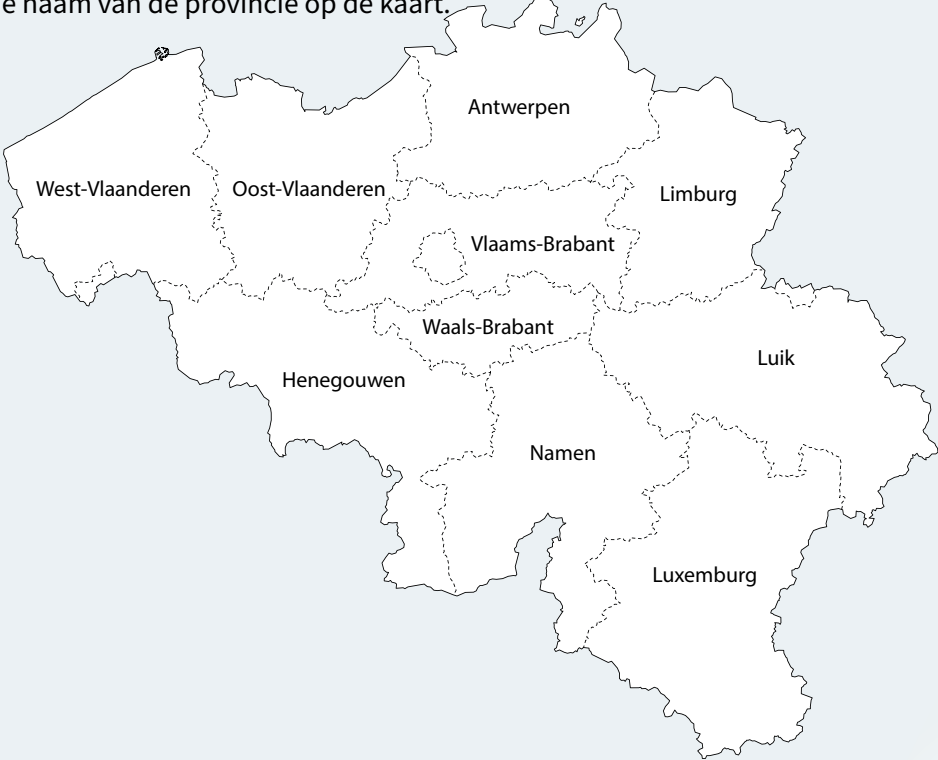 e naam van de provincie op de kaart.
Antwerpen
West-Vlaanderen
Oost-Vlaanderen
Limburg
Vlaams-Brabant
Waals-Brabant
Luik
Henegouwen
Namen
Luxemburg